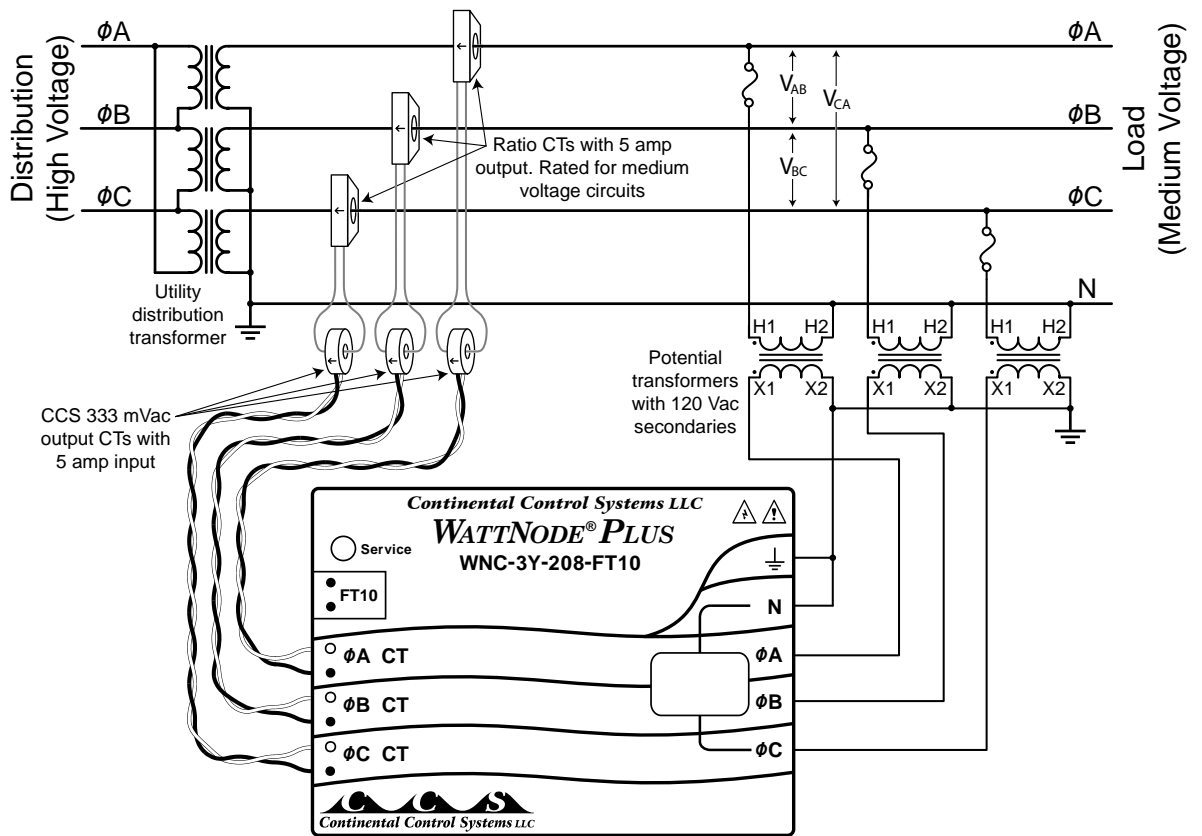 Distribution
(High Voltage)
ϕA
ϕB
ϕC
Utility
distribution
transformer
Ratio CTs with 5 amp
output. Rated for medium
voltage circuits
VAB
VCA
VBC
ϕA
ϕB
ϕC
N
Load
(Medium Voltage)
H1 H2
H1 H2
H1 H2
X1 X2
X1 X2
X1 X2
Potential
transformers
with 120 Vac
secondaries
CCS 333 mVac
output CTs with
5 amp input
Continental Control Systems LLC
WATTNODE® PLUS
WNC-3Y-208-FT10
Service
FT10
N
ϕA CT
ϕA
ϕB CT
ϕB
ϕC CT
ϕC
CCS
Continental Control Systems LLC